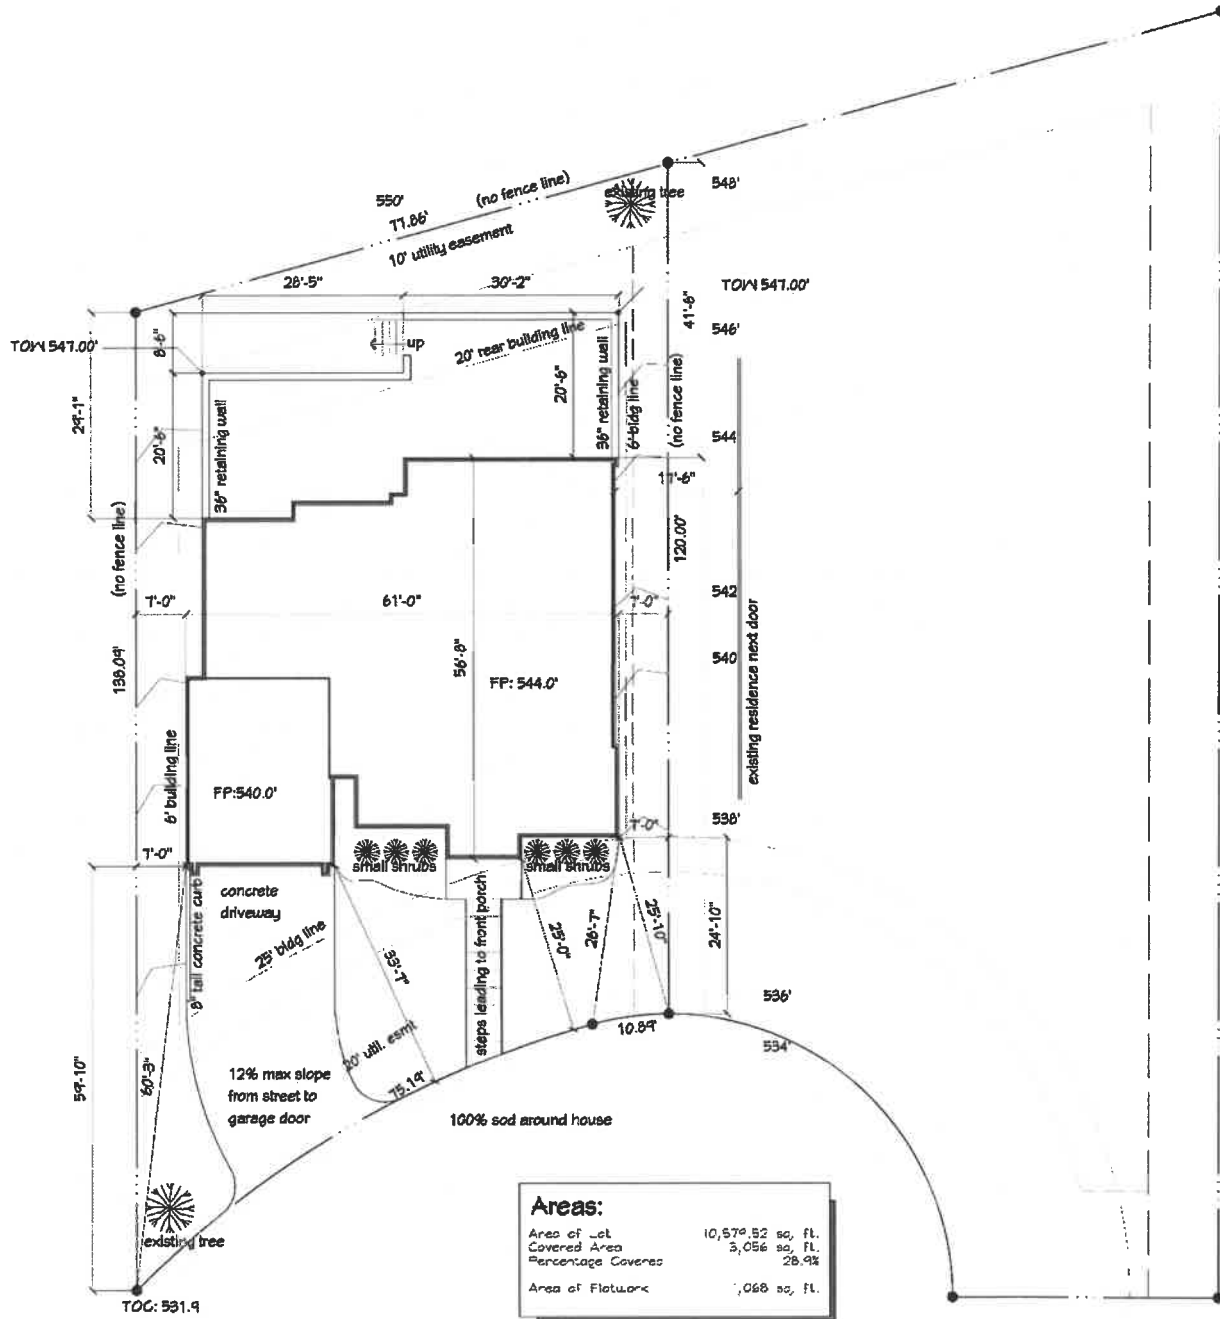 550'
77.86'
(no fence line)
10' utility easement
existing tree
548'
28'-5"
30'-2"
TOW 547.00'
TOW 547.00'
8'-6"
up
20' rear building line
41'-8"
546'
29'-1"
20'-6"
36" retaining wall
20'-6"
36" retaining wall
6' bldg line
(no fence line)
544'
11'-6"
120.00'
(no fence line)
7'-0"
61'-0"
7'-0"
542'
138.09'
56'-8"
FP: 544.0'
540'
existing residence next door
6' building line
FP:540.0'
538'
7'-0"
7'-0"
small shrubs
small shrubs
8" tall concrete curb
concrete
driveway
25' bldg line
33'-7"
steps leading to front porch
25'-0"
26'-7"
25'-10"
24'-10"
536'
534'
10.89'
59'-10"
60'-3"
20' util. esmt
75.19'
12% max slope
from street to
garage door
100% sod around house
existing tree
TOC: 531.9
Areas:
Area of Lot 10,579.52 sq. ft.
Covered Area 3,056 sq. ft.
Percentage Covered 28.9%
Area of Flatwork ,068 sq. ft.